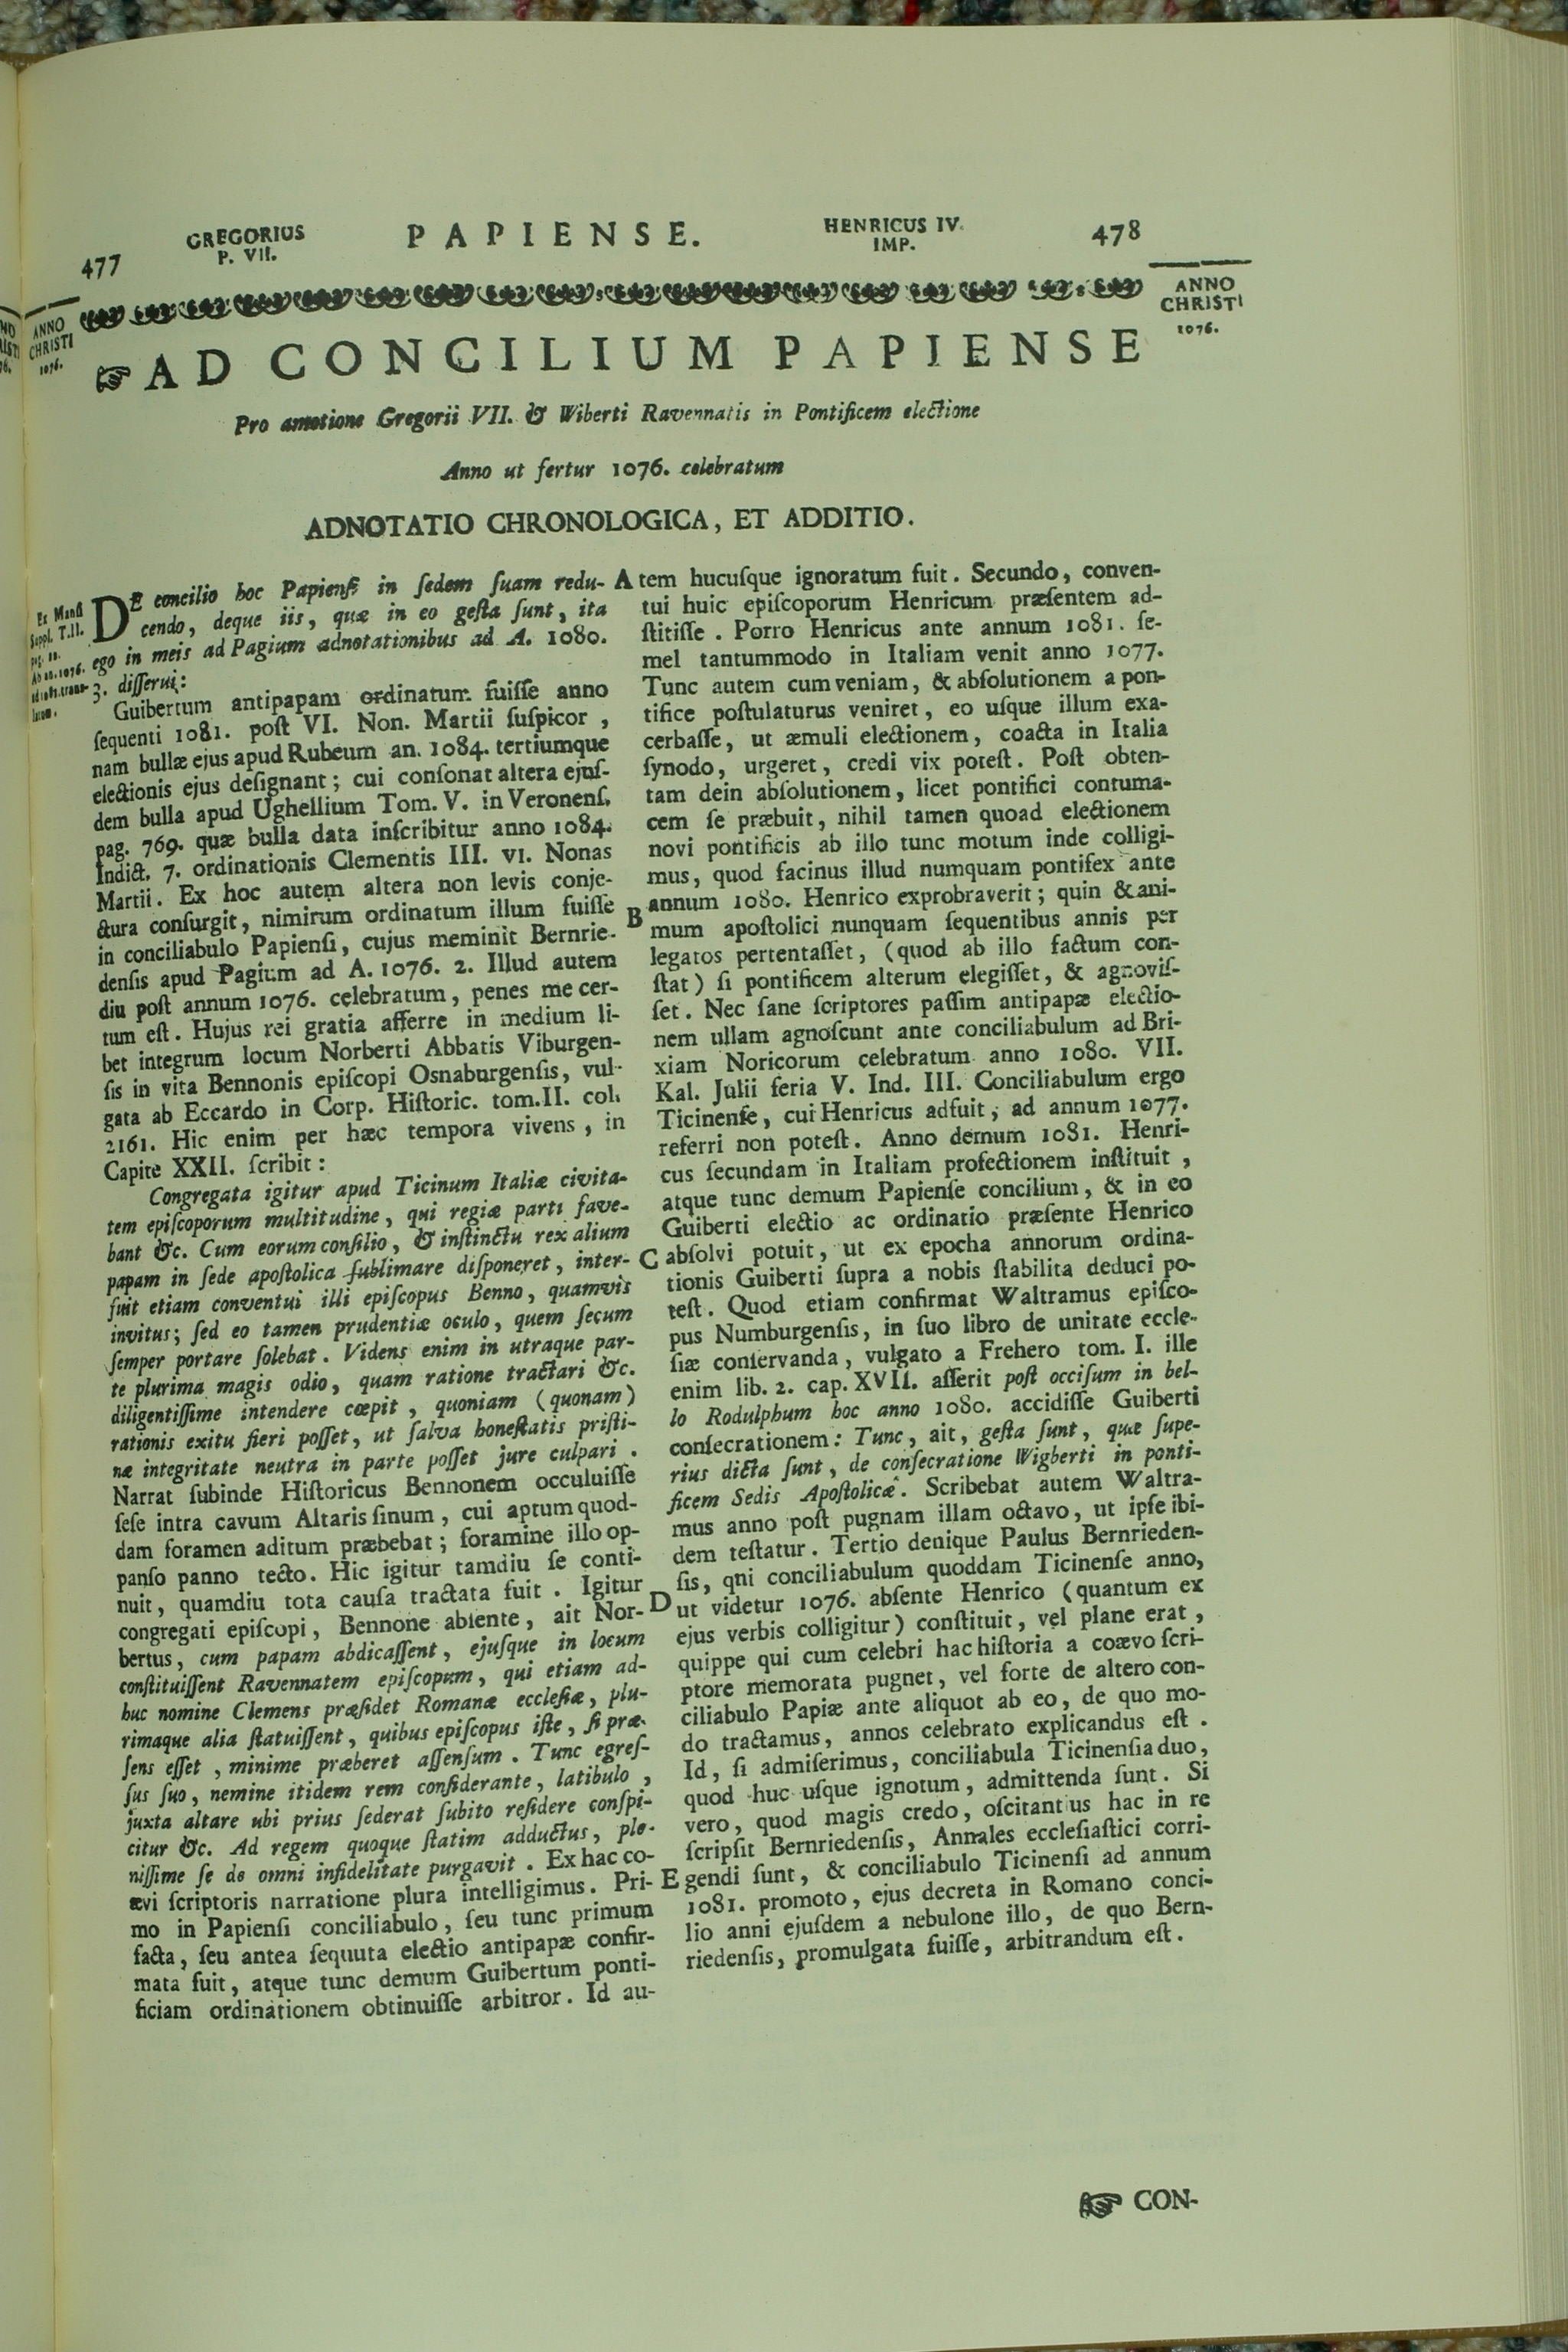 477
GREGORIUS
P. VII.
PAPIENSE.
HENRICUS IV.
IMP.
478
ANNO
CHRISTI
1076.
ANNO
CHRISTI
1076.
AD CONCILIUM PAPIENSE
Pro amotione Gregorii VII. & Wiberti Ravennatis in Pontificem electione
Anno ut fertur 1076. celebratum
ADNOTATIO CHRONOLOGICA, ET ADDITIO.
Ex Mansi
Suppl. T.II.
DE concilio hoc Papiensi in ſedem ſuam redu-
cendo, deque iis, quæ in eo geſta ſunt, ita
ego in meis ad Pagium adnotationibus ad A. 1080.
3. diſſerui:
Guibertum antipapam ordinatum fuiſſe anno
ſequenti 1081. poſt VI. Non. Martii ſuſpicor,
nam bullæ ejus apud Rubeum an. 1084. tertiumque
electionis ejus deſignant; cui conſonat altera ejuſ-
dem bulla apud Ughellium Tom. V. in Veronenſ.
pag. 769. quæ bulla data inſcribitur anno 1084.
Indict. 7. ordinationis Clementis III. VI. Nonas
Martii. Ex hoc autem altera non levis conje-
ctura conſurgit, nimirum ordinatum illum fuiſſe
in conciliabulo Papienſi, cujus meminit Bernrie-
denſis apud Pagium ad A. 1076. 2. Illud autem
diu poſt annum 1076. celebratum, penes me cer-
tum eſt. Hujus rei gratia afferre in medium li-
bet integrum locum Norberti Abbatis Viburgen-
ſis in vita Bennonis epiſcopi Osnaburgenſis, vul-
gata ab Eccardo in Corp. Hiſtoric. tom. II. col.
2161. Hic enim per hæc tempora vivens, in
Capite XXII. ſcribit:
Congregata igitur apud Ticinum Italiæ civita-
tem epiſcoporum multitudine, qui regiæ parti fave-
bant &c. Cum eorum conſilio, & inſtinctu rex alium
papam in ſede apoſtolica ſublimare diſponeret, inter-
fuit etiam conventui illi epiſcopus Benno, quamvis
invitus; ſed eo tamen prudentiæ oculo, quem ſecum
ſemper portare ſolebat. Videns enim in utraque par-
te plurima magis odio, quam ratione tractari &c.
diligentiſſime intendere cœpit, quoniam (quonam)
rationis exitu fieri poſſet, ut ſalva honeſtatis priſti-
næ integritate neutra in parte poſſet jure culpari.
Narrat ſubinde Hiſtoricus Bennonem occuluiſſe
ſeſe intra cavum Altaris ſinum, cui aptum quod-
dam foramen aditum præbebat; foramine illo op-
panſo panno tecto. Hic igitur tamdiu ſe conti-
nuit, quamdiu tota cauſa tractata fuit. Igitur
congregati epiſcopi, Bennone abſente, ait Nor-
bertus, cum papam abdicaſſent, ejuſque in locum
conſtituiſſent Ravennatem epiſcopum, qui etiam ad-
huc nomine Clemens præſidet Romanæ eccleſiæ, plu-
rimaque alia ſtatuiſſent, quibus epiſcopus iſte, ſi præ-
ſens eſſet, minime præberet aſſenſum. Tunc egreſ-
ſus ſuo, nemine itidem rem conſiderante, latibulo,
juxta altare ubi prius ſederat ſubito reſidere conſpi-
citur &c. Ad regem quoque ſtatim adductus, ple-
niſſime ſe de omni infidelitate purgavit. Ex hac co-
ævi ſcriptoris narratione plura intelligimus. Pri-
mo in Papienſi conciliabulo, ſeu tunc primum
facta, ſeu antea ſequuta electio antipapæ confir-
mata fuit, atque tunc demum Guibertum ponti-
ficiam ordinationem obtinuiſſe arbitror. Id au-
A tem hucuſque ignoratum fuit. Secundo, conven-
tui huic epiſcoporum Henricum præſentem ad-
ſtitiſſe. Porro Henricus ante annum 1081. ſe-
mel tantummodo in Italiam venit anno 1077.
Tunc autem cum veniam, & abſolutionem a pon-
tifice poſtulaturus veniret, eo uſque illum exa-
cerbaſſe, ut æmuli electionem, coacta in Italia
ſynodo, urgeret, credi vix poteſt. Poſt obten-
tam dein abſolutionem, licet pontifici contuma-
cem ſe præbuit, nihil tamen quoad electionem
novi pontificis ab illo tunc motum inde colligi-
mus, quod facinus illud numquam pontifex ante
B annum 1080. Henrico exprobraverit; quin & ani-
mum apoſtolici nunquam ſequentibus annis per
legatos pertentaſſet, (quod ab illo factum con-
ſtat) ſi pontificem alterum elegiſſet, & agnoviſ-
ſet. Nec ſane ſcriptores paſſim antipapæ electio-
nem ullam agnoſcunt ante conciliabulum ad Bri-
xiam Noricorum celebratum anno 1080. VII.
Kal. Julii feria V. Ind. III. Conciliabulum ergo
Ticinenſe, cui Henricus adfuit, ad annum 1077.
referri non poteſt. Anno demum 1081. Henri-
cus ſecundam in Italiam profectionem inſtituit,
atque tunc demum Papienſe concilium, & in eo
Guiberti electio ac ordinatio præſente Henrico
C abſolvi potuit, ut ex epocha annorum ordina-
tionis Guiberti ſupra a nobis ſtabilita deduci po-
teſt. Quod etiam confirmat Waltramus epiſco-
pus Numburgenſis, in ſuo libro de unitate eccle-
ſiæ conſervanda, vulgato a Frehero tom. I. ille
enim lib. 2. cap. XVII. aſſerit poſt occiſum in bel-
lo Rodulphum hoc anno 1080. accidiſſe Guiberti
conſecrationem: Tunc, ait, geſta ſunt, quæ ſupe-
rius dicta ſunt, de conſecratione Wigberti in ponti-
ficem Sedis Apoſtolicæ. Scribebat autem Waltra-
mus anno poſt pugnam illam octavo, ut ipſe ibi-
dem teſtatur. Tertio denique Paulus Bernrieden-
ſis, qni conciliabulum quoddam Ticinenſe anno,
D ut videtur 1076. abſente Henrico (quantum ex
ejus verbis colligitur) conſtituit, vel plane erat,
quippe qui cum celebri hac hiſtoria a coævo ſcri-
ptore memorata pugnet, vel forte de altero con-
ciliabulo Papiæ ante aliquot ab eo, de quo mo-
do tractamus, annos celebrato explicandus eſt.
Id, ſi admiſerimus, conciliabula Ticinenſia duo,
quod huc uſque ignotum, admittenda ſunt. Si
vero, quod magis credo, oſcitantius hac in re
ſcripſit Bernriedenſis, Annales eccleſiaſtici corri-
E gendi ſunt, & conciliabulo Ticinenſi ad annum
1081. promoto, ejus decreta in Romano conci-
lio anni ejuſdem a nebulone illo, de quo Bern-
riedenſis, promulgata fuiſſe, arbitrandum eſt.
CON-